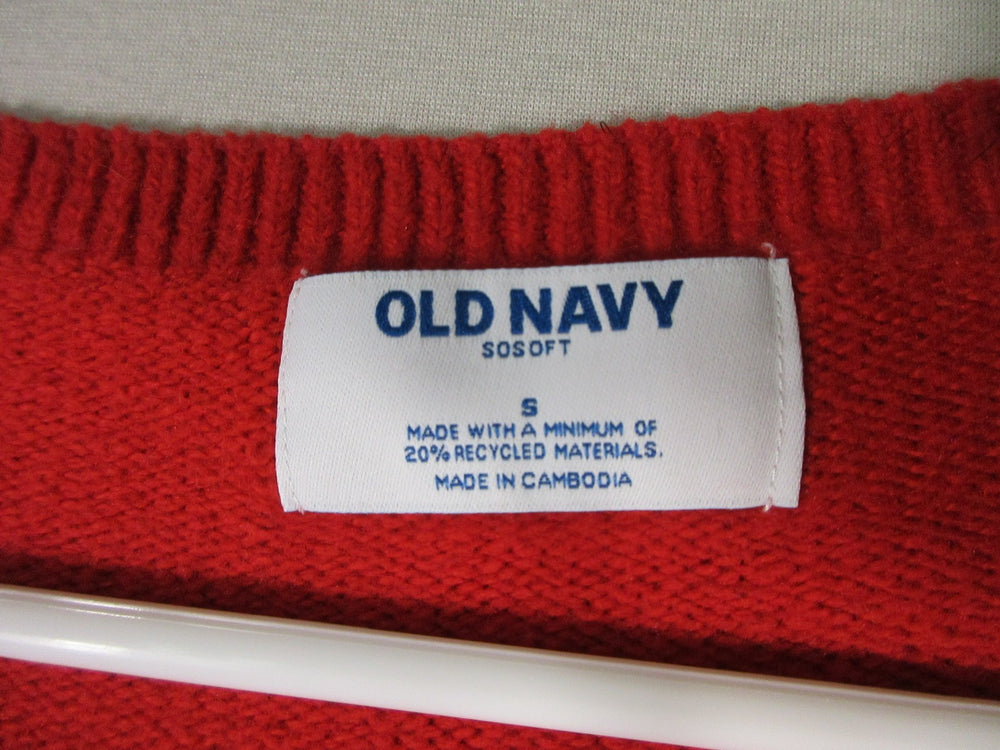 OLD NAVY
SOSOFT
S
MADE WITH A MINIMUM OF
20% RECYCLED MATERIALS.
MADE IN CAMBODIA